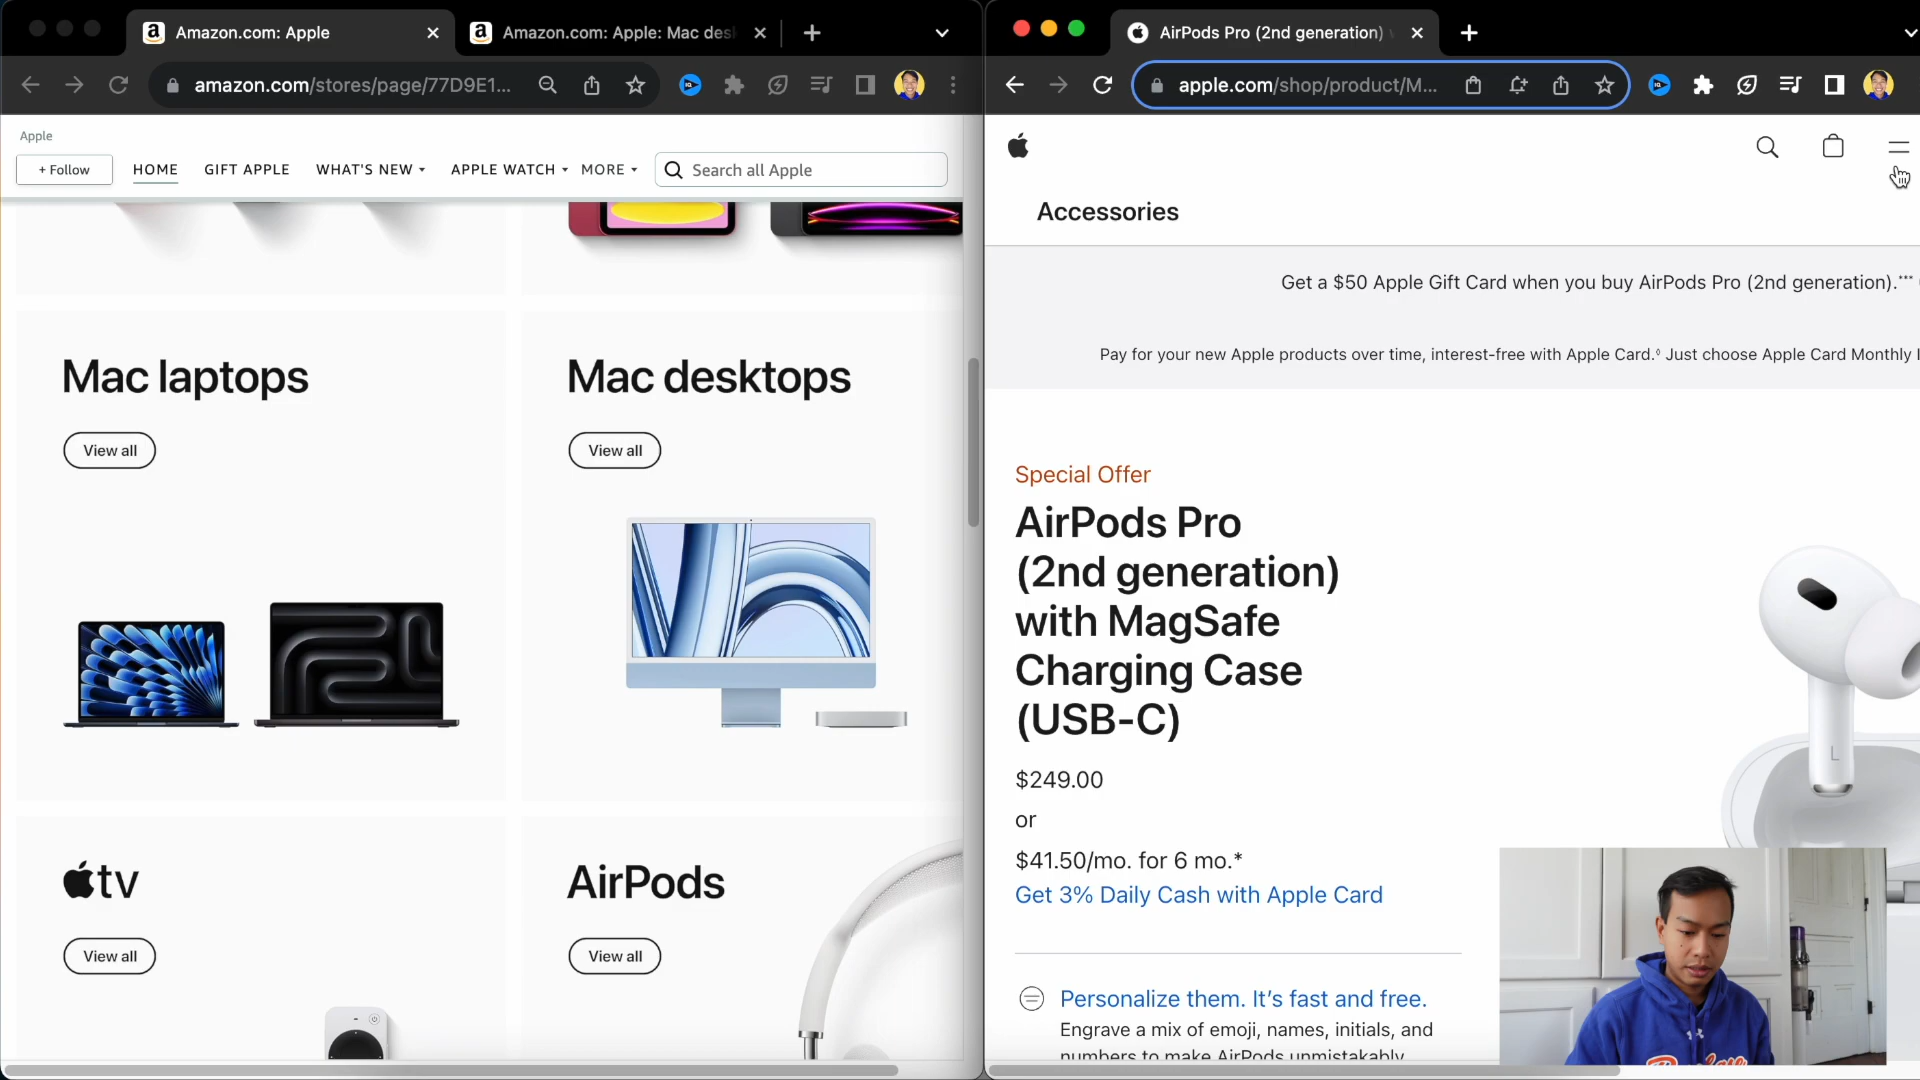 Amazon.com: Apple
Amazon.com: Apple: Mac des
amazon.com/stores/page/77D9E1...
Apple
+ Follow
HOME
GIFT APPLE
WHAT'S NEW
APPLE WATCH
MORE
Search all Apple
Mac laptops
View all
Mac desktops
View all
tv
View all
AirPods
View all
AirPods Pro (2nd generation)
apple.com/shop/product/M...
Accessories
Get a $50 Apple Gift Card when you buy AirPods Pro (2nd generation).***
Pay for your new Apple products over time, interest-free with Apple Card.◊ Just choose Apple Card Monthly I
Special Offer
AirPods Pro
(2nd generation)
with MagSafe
Charging Case
(USB-C)
$249.00
or
$41.50/mo. for 6 mo.*
Get 3% Daily Cash with Apple Card
Personalize them. It's fast and free.
Engrave a mix of emoji, names, initials, and
numbers to make AirPods unmistakably
L